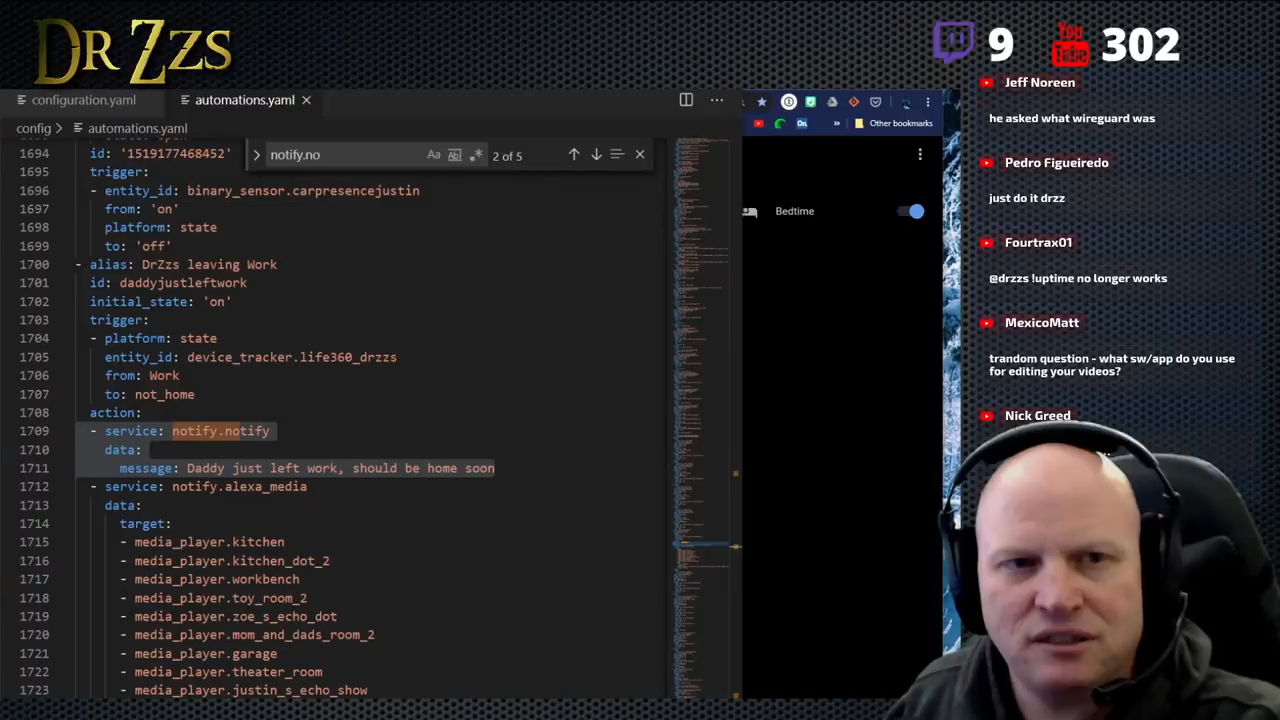 DR ZZS
9
YouTube
302
configuration.yaml
automations.yaml
config > automations.yaml
notify.no
Aa
Abl
2 of 5
1694 id: '1519177468452'
1695 trigger:
1696 - entity_id: binary_sensor.carpresencejustin
1697 from: 'on'
1698 platform: state
1699 to: 'off'
1700 - alias: DrZzs leaving Work
1701 id: daddyjustleftwork
1702 initial_state: 'on'
1703 trigger:
1704 - platform: state
1705 entity_id: device_tracker.life360_drzzs
1706 from: Work
1707 to: not_home
1708 action:
1709 - service: notify.notify
1710 data:
1711 message: Daddy just left work, should be home soon
1712 - service: notify.alexa_media
1713 data:
1714 target:
1715 - media_player.kitchen
1716 - media_player.kitchen_dot_2
1717 - media_player.workbench
1718 - media_player.toy_room_2
1719 - media_player.zoe_s_echo_dot
1720 - media_player.mom_and_dads_room_2
1721 - media_player.garage
1722 - media_player.theater_room
1723 - media_player.justin_s_echo_show
On.
»
Other bookmarks
Bedtime
Jeff Noreen
he asked what wireguard was
Pedro Figueiredo
just do it drzz
Fourtrax01
@drzzs !uptime no longer works
MexicoMatt
trandom question - what sw/app do you use
for editing your videos?
Nick Greed